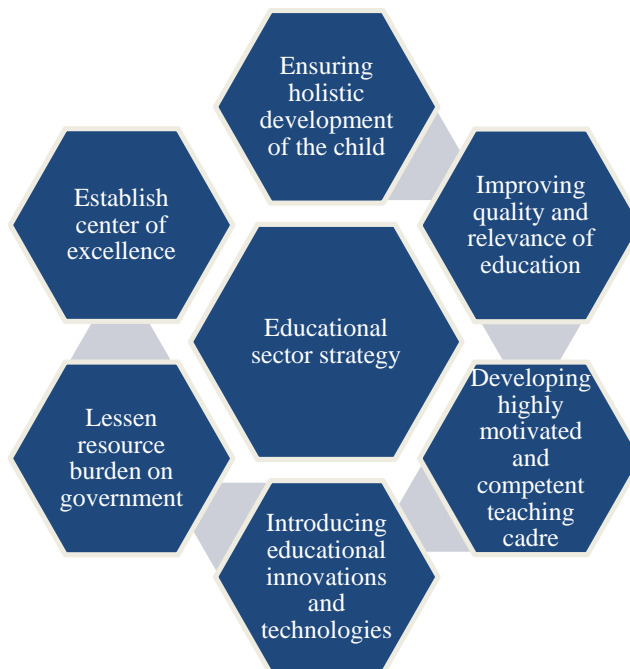 Ensuring
holistic
development
of the child
Improving
quality and
relevance of
education
Developing
highly
motivated
and
competent
teaching
cadre
Introducing
educational
innovations
and
technologies
Lessen
resource
burden on
government
Establish
center of
excellence
Educational
sector strategy